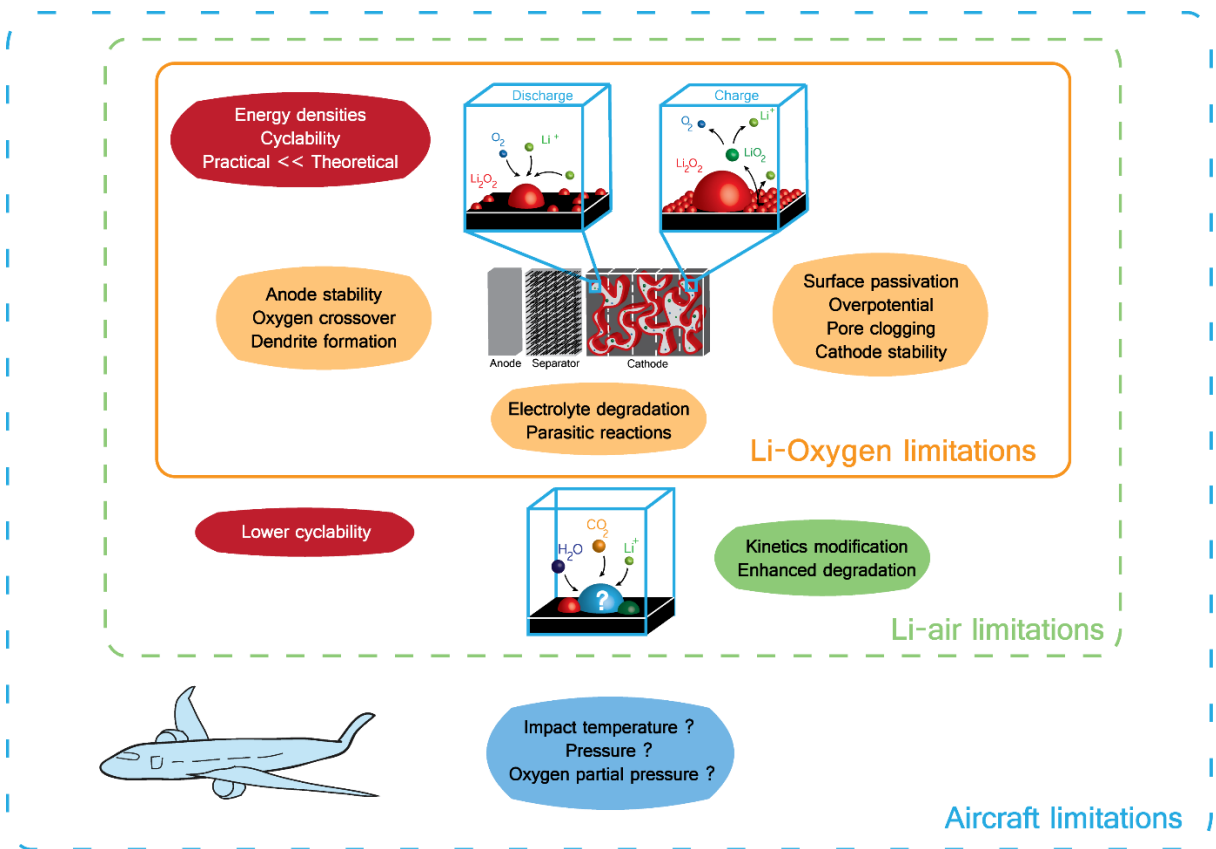 Energy densities
Cyclability
Practical << Theoretical
Discharge
O₂
Li⁺
Li₂O₂
Charge
O₂
Li⁺
LiO₂
Li₂O₂
Anode stability
Oxygen crossover
Dendrite formation
Anode
Separator
Cathode
Surface passivation
Overpotential
Pore clogging
Cathode stability
Electrolyte degradation
Parasitic reactions
Li-Oxygen limitations
Lower cyclability
CO₂
H₂O
Li⁺
?
Kinetics modification
Enhanced degradation
Li-air limitations
Impact temperature ?
Pressure ?
Oxygen partial pressure ?
Aircraft limitations